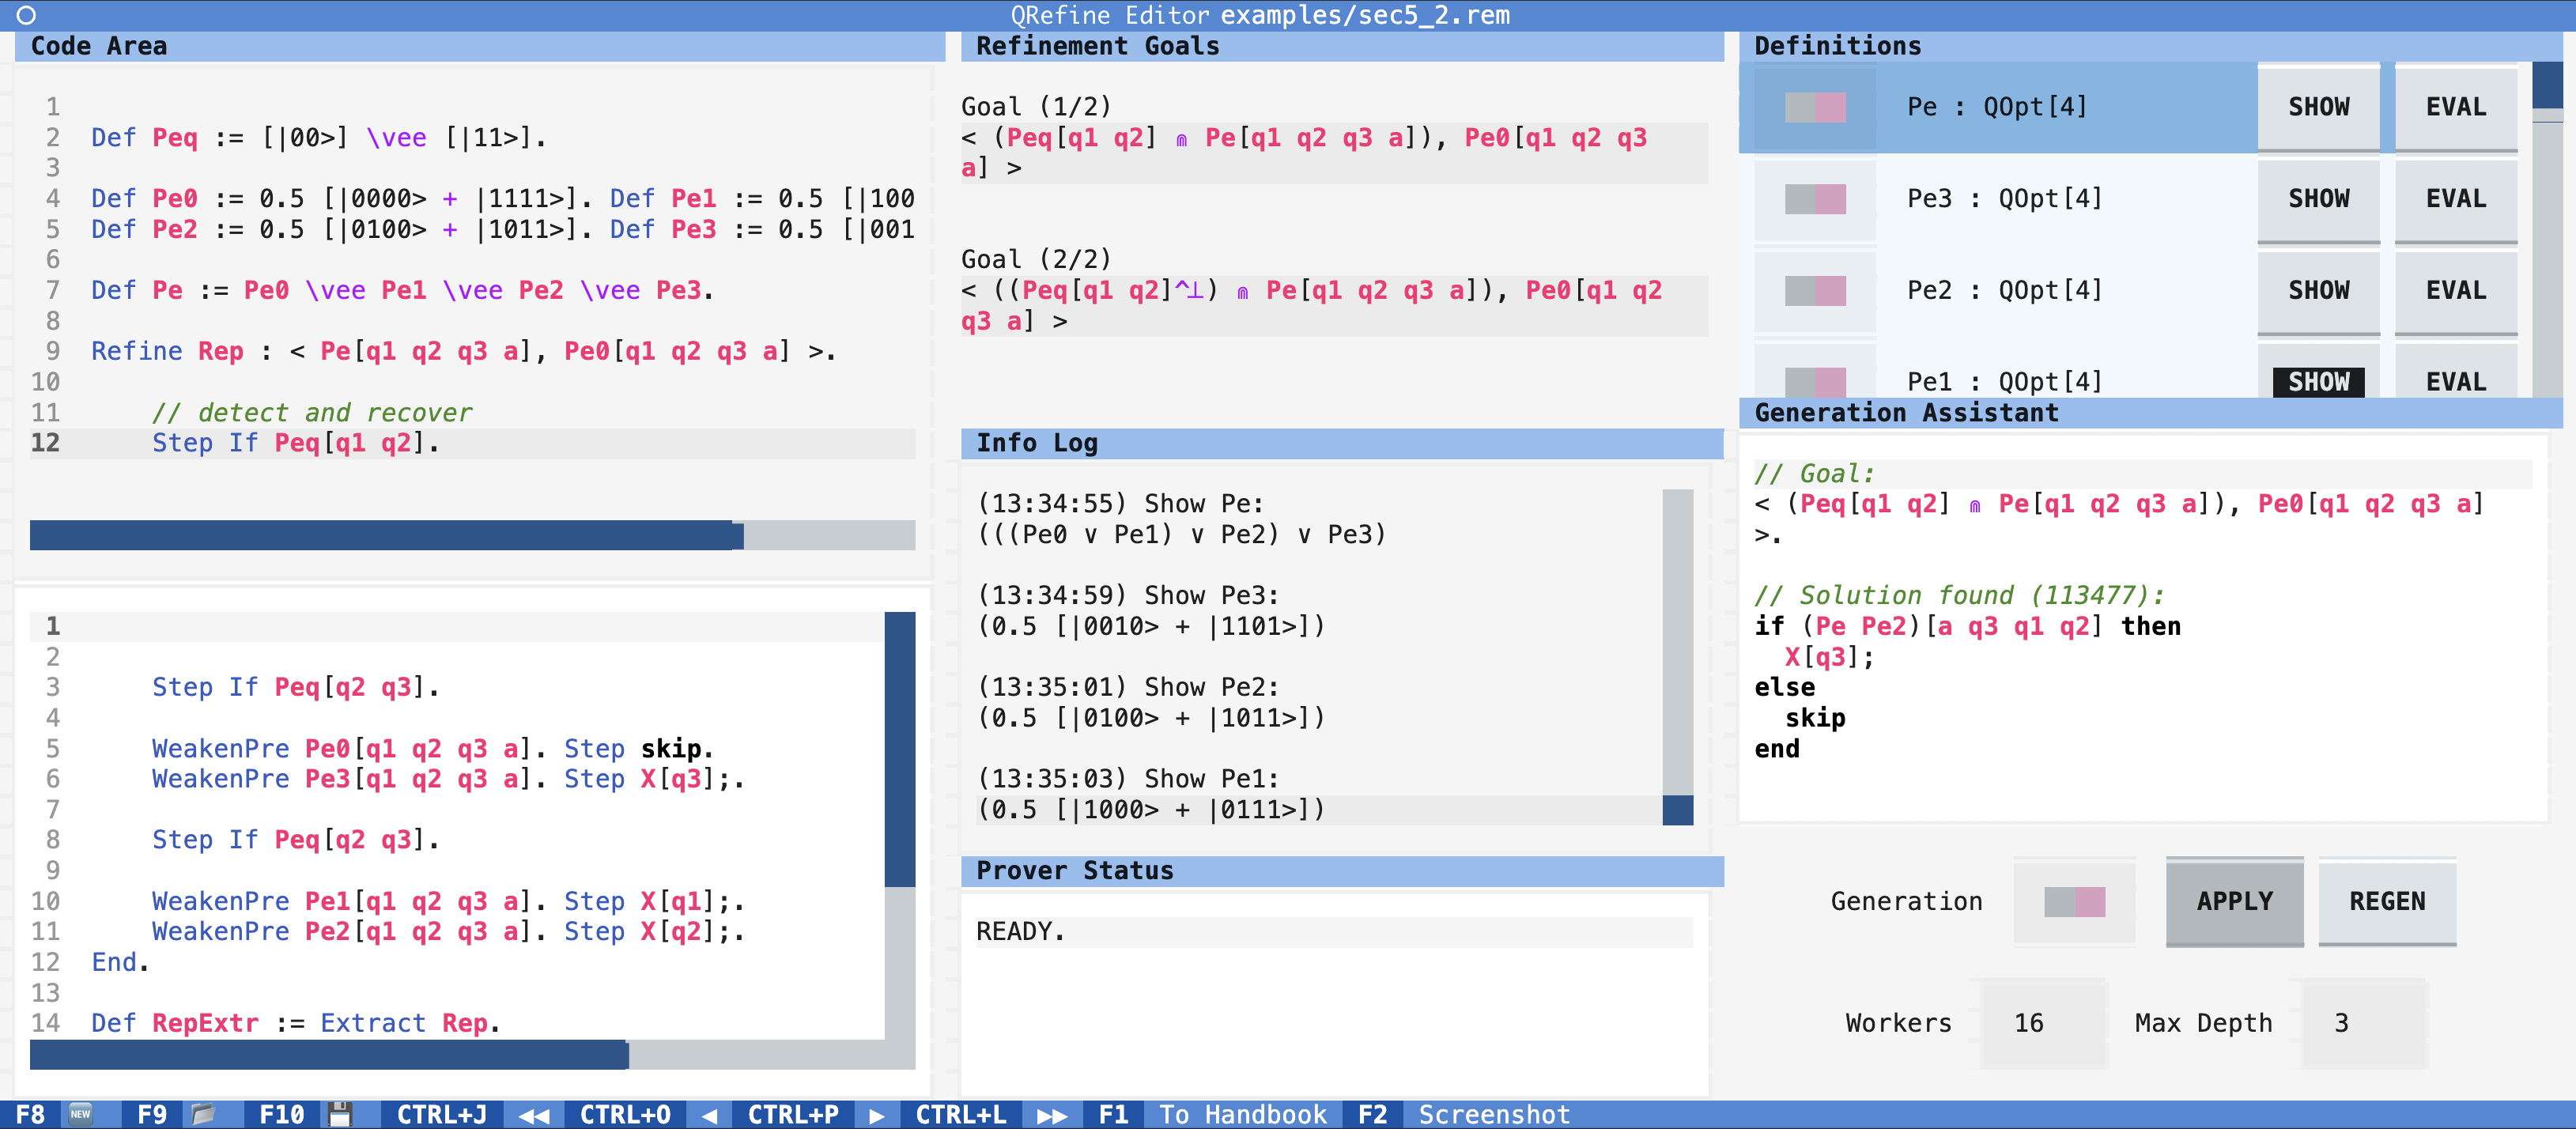 QRefine Editor examples/sec5_2.rem
Code Area
1
2 Def Peq := [|00>] \vee [|11>].
3
4 Def Pe0 := 0.5 [|0000> + |1111>]. Def Pe1 := 0.5 [|100
5 Def Pe2 := 0.5 [|0100> + |1011>]. Def Pe3 := 0.5 [|001
6
7 Def Pe := Pe0 \vee Pe1 \vee Pe2 \vee Pe3.
8
9 Refine Rep : < Pe[q1 q2 q3 a], Pe0[q1 q2 q3 a] >.
10
11 // detect and recover
12 Step If Peq[q1 q2].
1
2
3 Step If Peq[q2 q3].
4
5 WeakenPre Pe0[q1 q2 q3 a]. Step skip.
6 WeakenPre Pe3[q1 q2 q3 a]. Step X[q3];.
7
8 Step If Peq[q2 q3].
9
10 WeakenPre Pe1[q1 q2 q3 a]. Step X[q1];.
11 WeakenPre Pe2[q1 q2 q3 a]. Step X[q2];.
12 End.
13
14 Def RepExtr := Extract Rep.
Refinement Goals
Goal (1/2)
< (Peq[q1 q2] ⋒ Pe[q1 q2 q3 a]), Pe0[q1 q2 q3
a] >
Goal (2/2)
< ((Peq[q1 q2]^⊥) ⋒ Pe[q1 q2 q3 a]), Pe0[q1 q2
q3 a] >
Info Log
(13:34:55) Show Pe:
(((Pe0 ∨ Pe1) ∨ Pe2) ∨ Pe3)
(13:34:59) Show Pe3:
(0.5 [|0010> + |1101>])
(13:35:01) Show Pe2:
(0.5 [|0100> + |1011>])
(13:35:03) Show Pe1:
(0.5 [|1000> + |0111>])
Prover Status
READY.
Definitions
Pe : QOpt[4] SHOW EVAL
Pe3 : QOpt[4] SHOW EVAL
Pe2 : QOpt[4] SHOW EVAL
Pe1 : QOpt[4] SHOW EVAL
Generation Assistant
// Goal:
< (Peq[q1 q2] ⋒ Pe[q1 q2 q3 a]), Pe0[q1 q2 q3 a]
>.
// Solution found (113477):
if (Pe Pe2)[a q3 q1 q2] then
X[q3];
else
skip
end
Generation APPLY REGEN
Workers 16 Max Depth 3
F8 NEW F9 F10 CTRL+J ◀◀ CTRL+O ◀ CTRL+P ▶ CTRL+L ▶▶ F1 To Handbook F2 Screenshot